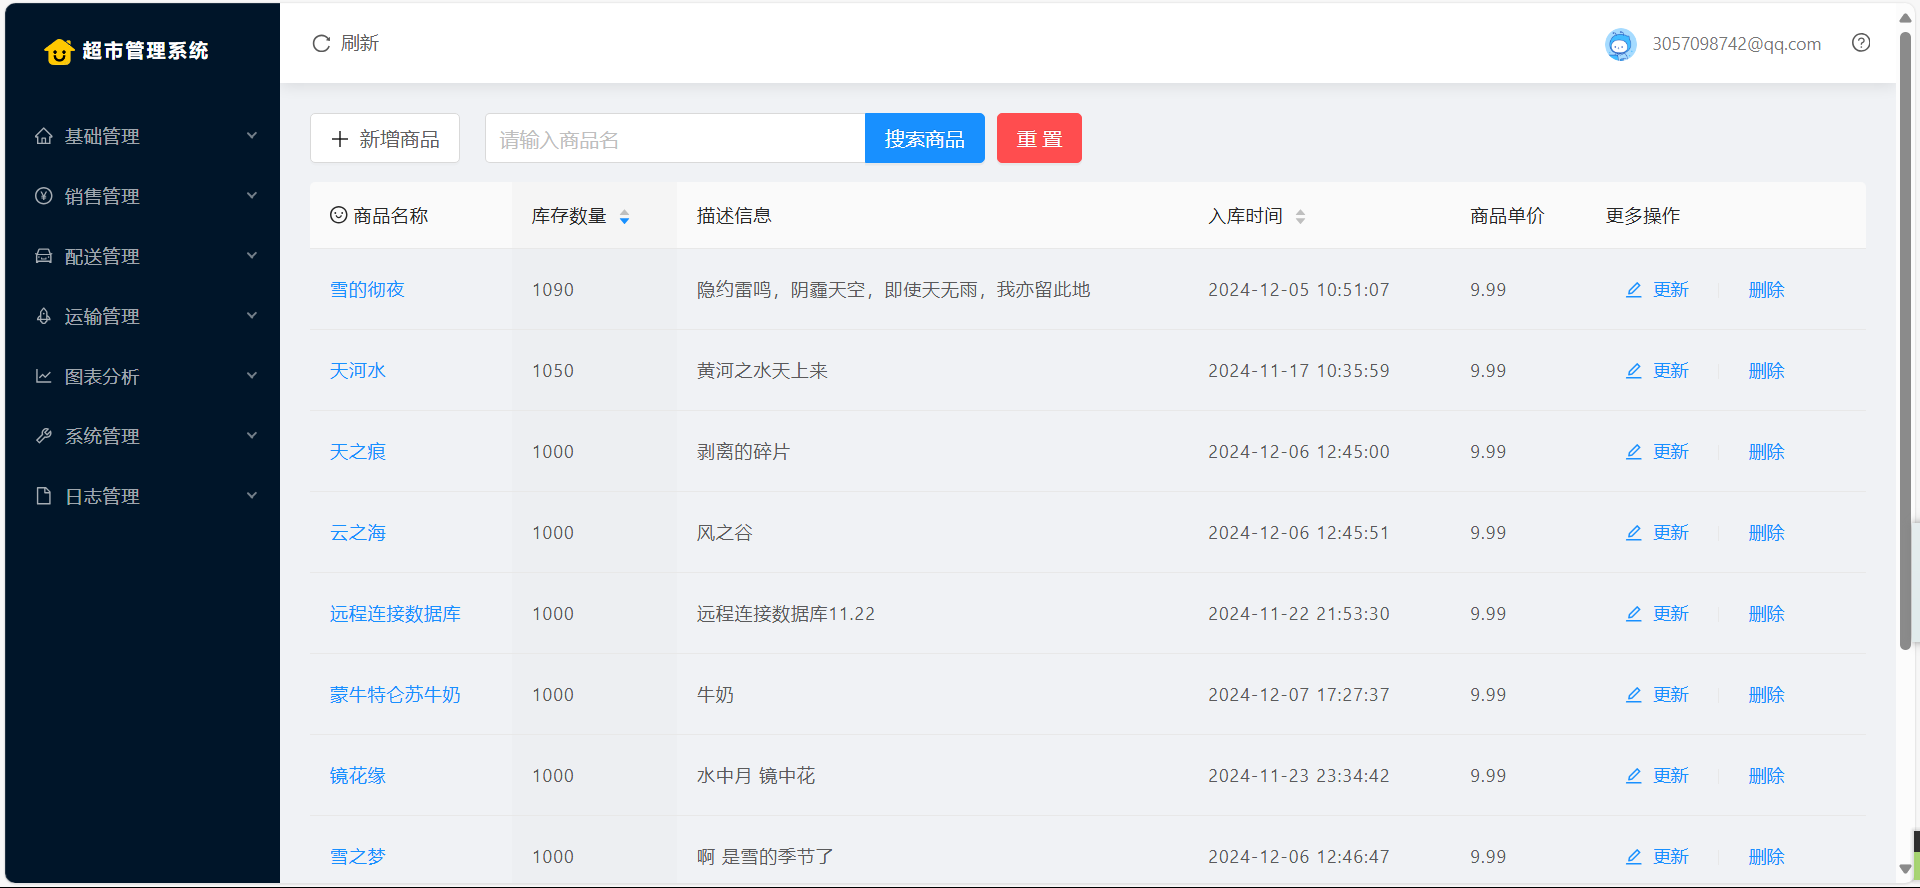 超市管理系统
刷新
3057098742@qq.com
基础管理
销售管理
配送管理
运输管理
图表分析
系统管理
日志管理
新增商品 请输入商品名 搜索商品 重 置
商品名称 库存数量 描述信息 入库时间 商品单价 更多操作
雪的彻夜 1090 隐约雷鸣，阴霾天空，即使天无雨，我亦留此地 2024-12-05 10:51:07 9.99 更新 删除
天河水 1050 黄河之水天上来 2024-11-17 10:35:59 9.99 更新 删除
天之痕 1000 剥离的碎片 2024-12-06 12:45:00 9.99 更新 删除
云之海 1000 风之谷 2024-12-06 12:45:51 9.99 更新 删除
远程连接数据库 1000 远程连接数据库11.22 2024-11-22 21:53:30 9.99 更新 删除
蒙牛特仑苏牛奶 1000 牛奶 2024-12-07 17:27:37 9.99 更新 删除
镜花缘 1000 水中月 镜中花 2024-11-23 23:34:42 9.99 更新 删除
雪之梦 1000 啊 是雪的季节了 2024-12-06 12:46:47 9.99 更新 删除